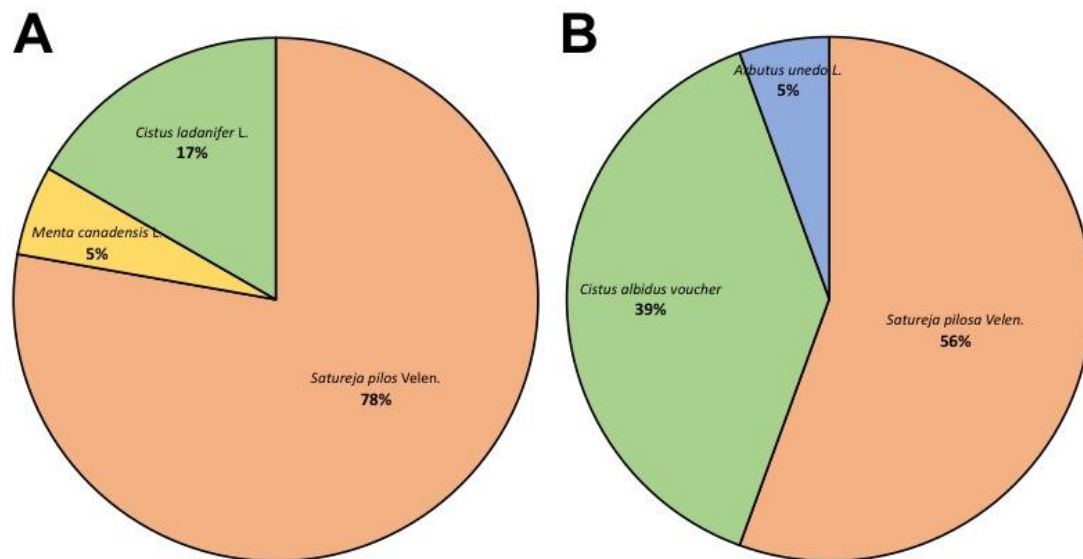 A
Cistus ladanifer L.
17%
Menta canadensis L.
5%
Satureja pilos Velen.
78%
B
Arbutus unedo L.
5%
Cistus albidus voucher
39%
Satureja pilosa Velen.
56%